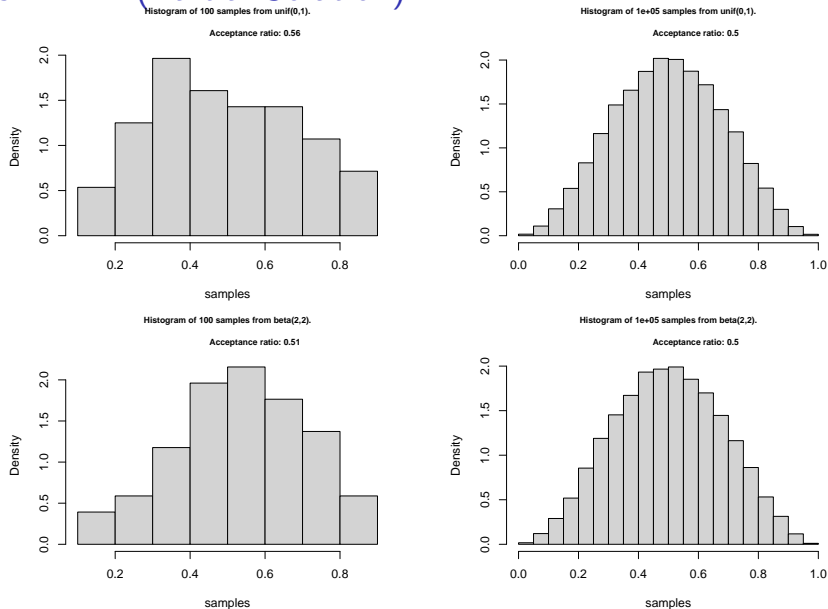 Histogram of 100 samples from unif(0,1).
Acceptance ratio: 0.56
Density
0.0 0.5 1.0 1.5 2.0
0.2 0.4 0.6 0.8
samples
Histogram of 1e+05 samples from unif(0,1).
Acceptance ratio: 0.5
Density
0.0 0.5 1.0 1.5 2.0
0.0 0.2 0.4 0.6 0.8 1.0
samples
Histogram of 100 samples from beta(2,2).
Acceptance ratio: 0.51
Density
0.0 0.5 1.0 1.5 2.0
0.2 0.4 0.6 0.8
samples
Histogram of 1e+05 samples from beta(2,2).
Acceptance ratio: 0.5
Density
0.0 0.5 1.0 1.5 2.0
0.0 0.2 0.4 0.6 0.8 1.0
samples